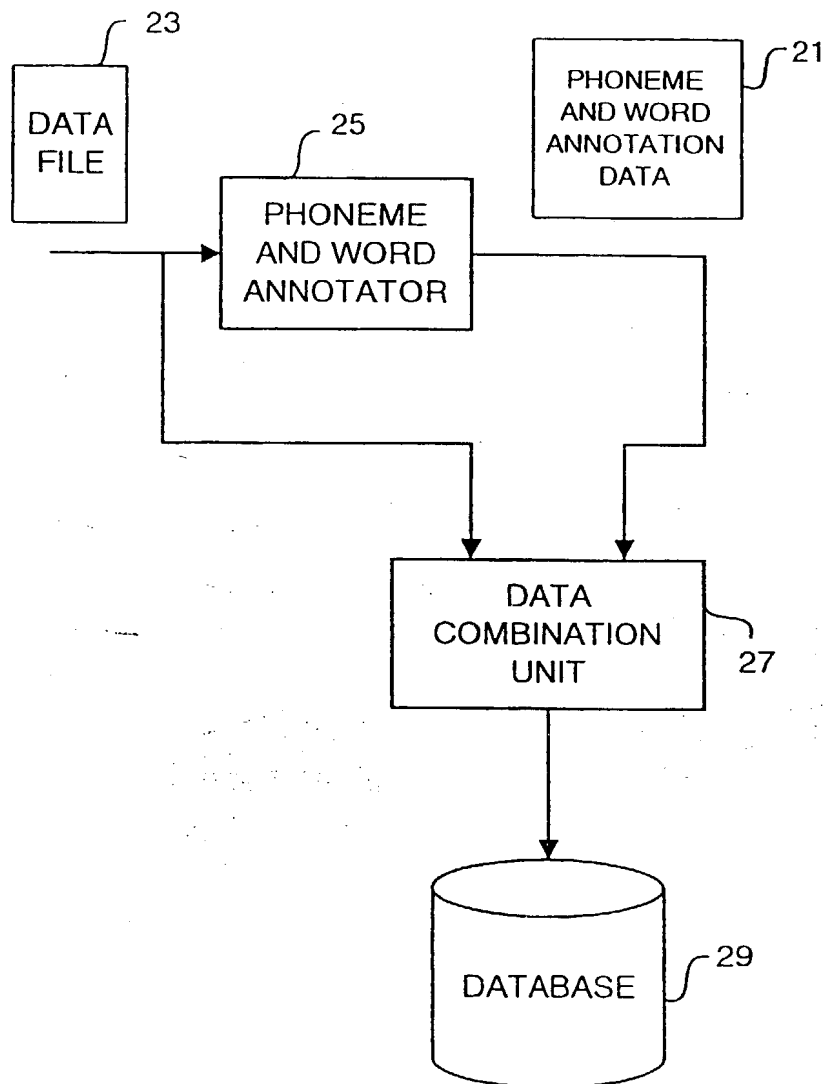 23
DATA
FILE
25
PHONEME
AND WORD
ANNOTATOR
21
PHONEME
AND WORD
ANNOTATION
DATA
DATA
COMBINATION
UNIT
27
DATABASE
29